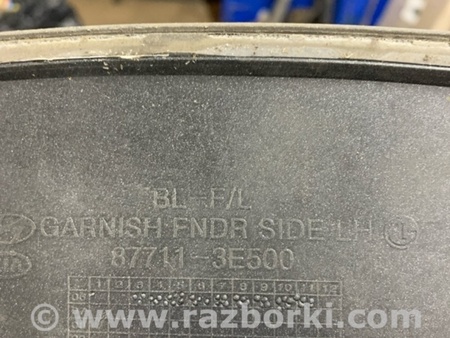 BL-F/L
GARNISH FNDR SIDE LH L
87711-3E500
1 2 3 4 5 6 7 8 9 10 11 12
06
www.razborki.com